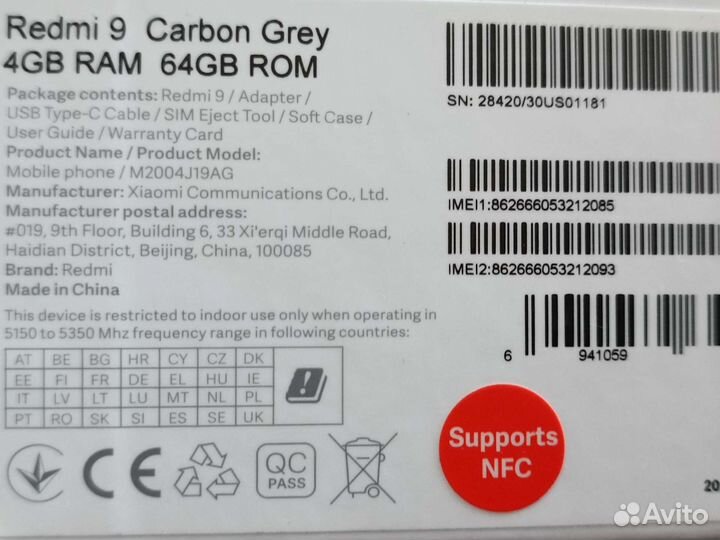 Redmi 9 Carbon Grey
4GB RAM 64GB ROM
Package contents: Redmi 9 / Adapter /
USB Type-C Cable / SIM Eject Tool / Soft Case /
User Guide / Warranty Card
Product Name / Product Model:
Mobile phone / M2004J19AG
Manufacturer: Xiaomi Communications Co., Ltd.
Manufacturer postal address:
#019, 9th Floor, Building 6, 33 Xi'erqi Middle Road,
Haidian District, Beijing, China, 100085
Brand: Redmi
Made in China
This device is restricted to indoor use only when operating in
5150 to 5350 Mhz frequency range in following countries:
AT BE BG HR CY CZ DK
EE FI FR DE EL HU IE
IT LV LT LU MT NL PL
PT RO SK SI ES SE UK
CE
QC
PASS
SN: 28420/30US01181
IMEI1:862666053212085
IMEI2:862666053212093
6 941059
Supports
NFC
20
Avito